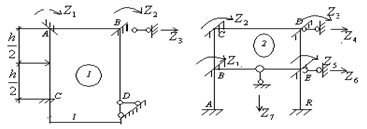 Z₁ Z₂
A B
Z₃
h/2
1
h/2
C D
l
Z₂ Z₃
C D
Z₄
2
Z₁ Z₅
B E
Z₆
A Z₇ R